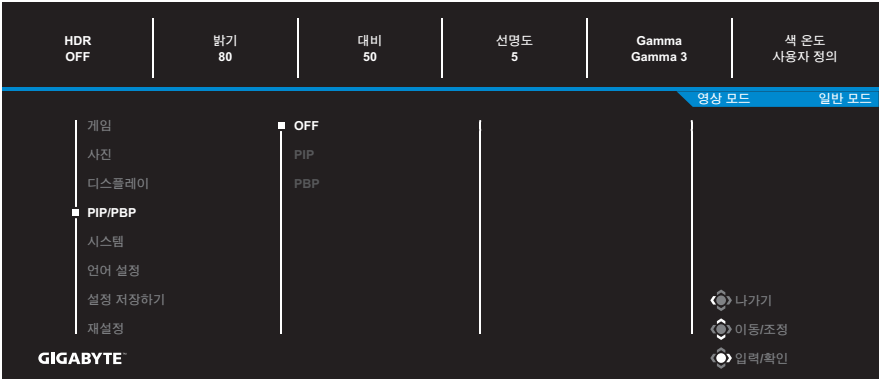 HDR 밝기 대비 선명도 Gamma 색 온도
OFF 80 50 5 Gamma 3 사용자 정의
영상 모드 일반 모드
게임 OFF
사진 PIP
디스플레이 PBP
PIP/PBP
시스템
언어 설정
설정 저장하기 나가기
재설정 이동/조정
GIGABYTE™ 입력/확인